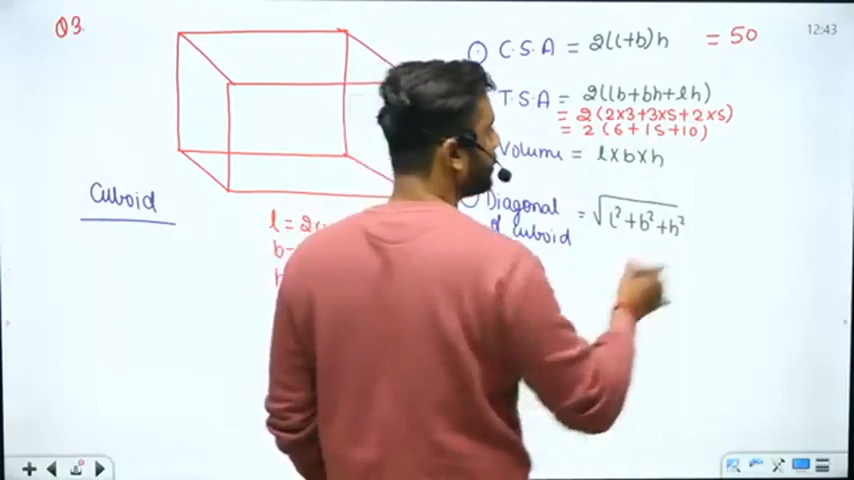 Q3.
12:43
C.S.A = 2(l+b)h = 50
T.S.A = 2(lb+bh+lh)
= 2(2×3+3×5+2×5)
= 2(6+15+10)
Volume = l×b×h
Diagonal of cuboid = √l²+b²+h²
Cuboid
l = 2
b =